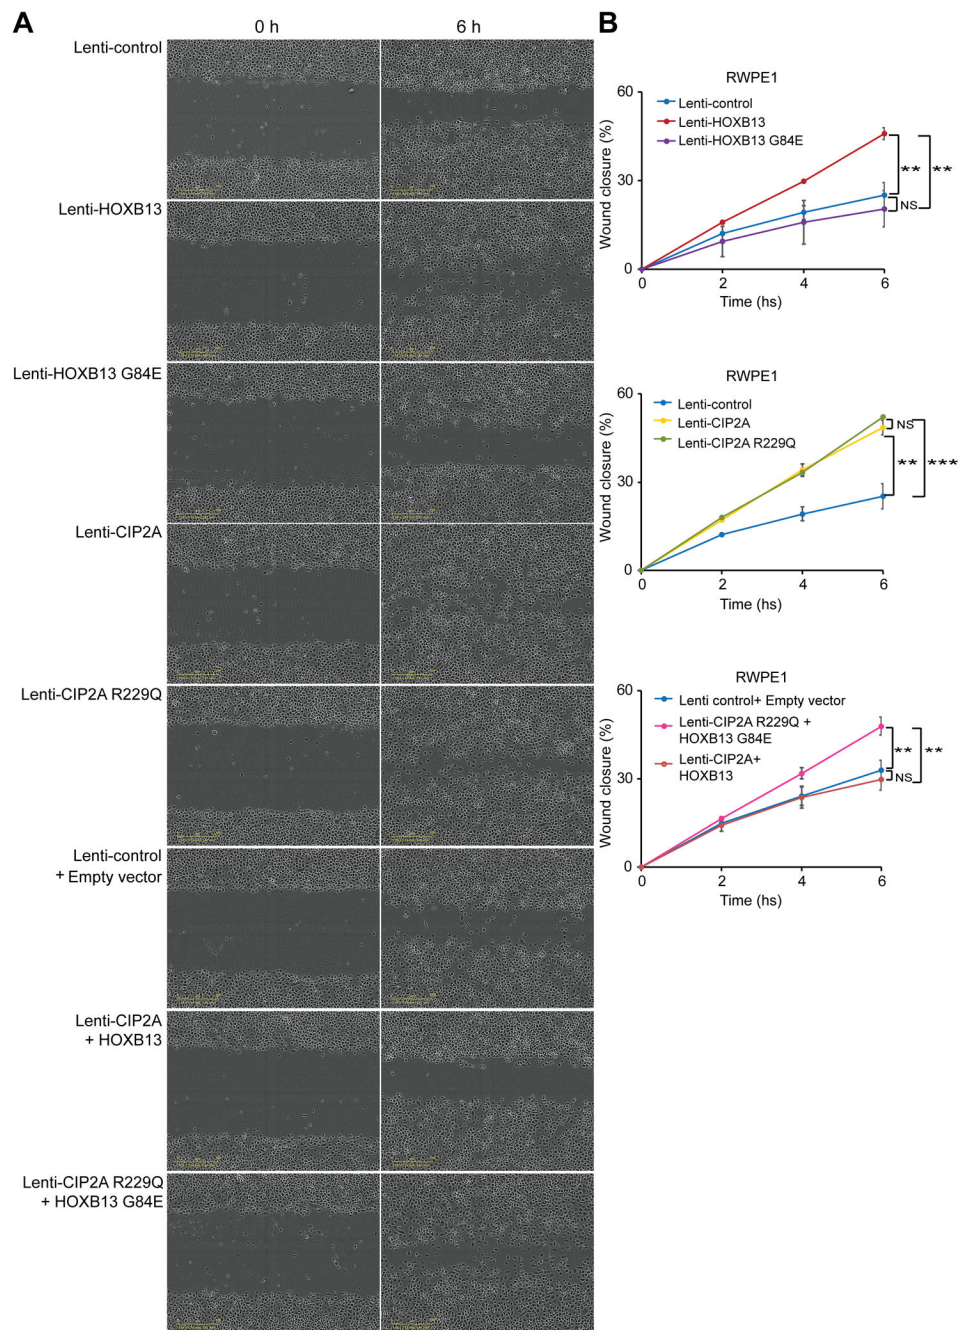 A
0 h
6 h
Lenti-control
Lenti-HOXB13
Lenti-HOXB13 G84E
Lenti-CIP2A
Lenti-CIP2A R229Q
Lenti-control
+ Empty vector
Lenti-CIP2A
+ HOXB13
Lenti-CIP2A R229Q
+ HOXB13 G84E
B
RWPE1
60
30
0
Wound closure (%)
Lenti-control
Lenti-HOXB13
Lenti-HOXB13 G84E
**
**
NS
0
2
4
6
Time (hs)
RWPE1
60
30
0
Wound closure (%)
Lenti-control
Lenti-CIP2A
Lenti-CIP2A R229Q
NS
**
***
0
2
4
6
Time (hs)
RWPE1
60
30
0
Wound closure (%)
Lenti control+ Empty vector
Lenti-CIP2A R229Q +
HOXB13 G84E
Lenti-CIP2A+
HOXB13
**
**
NS
0
2
4
6
Time (hs)